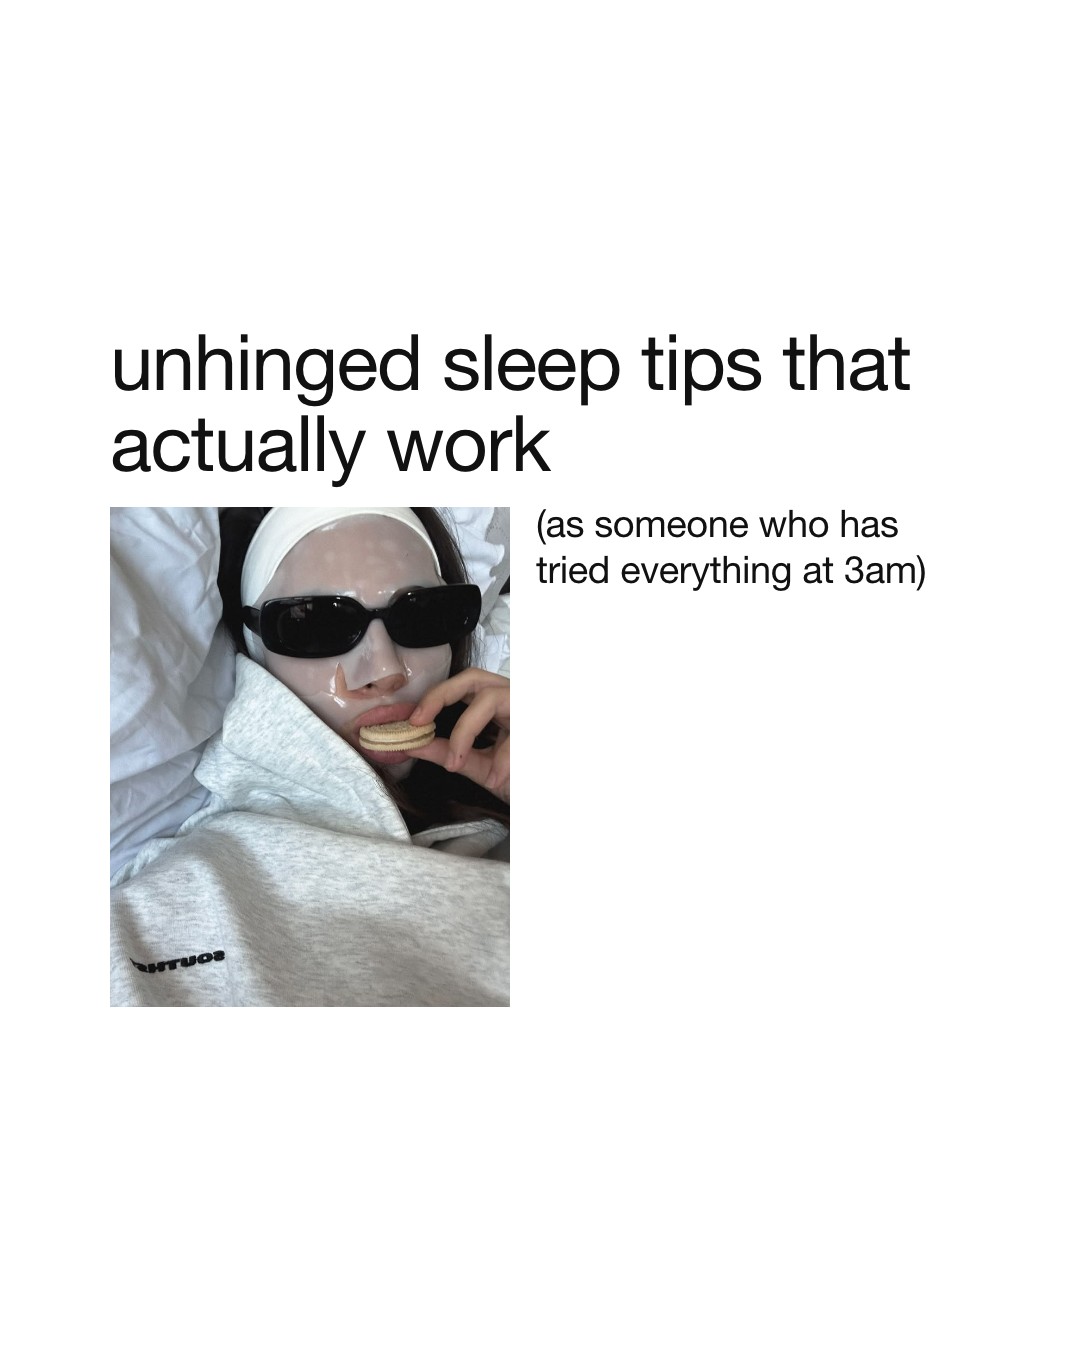 unhinged sleep tips that
actually work
(as someone who has
tried everything at 3am)